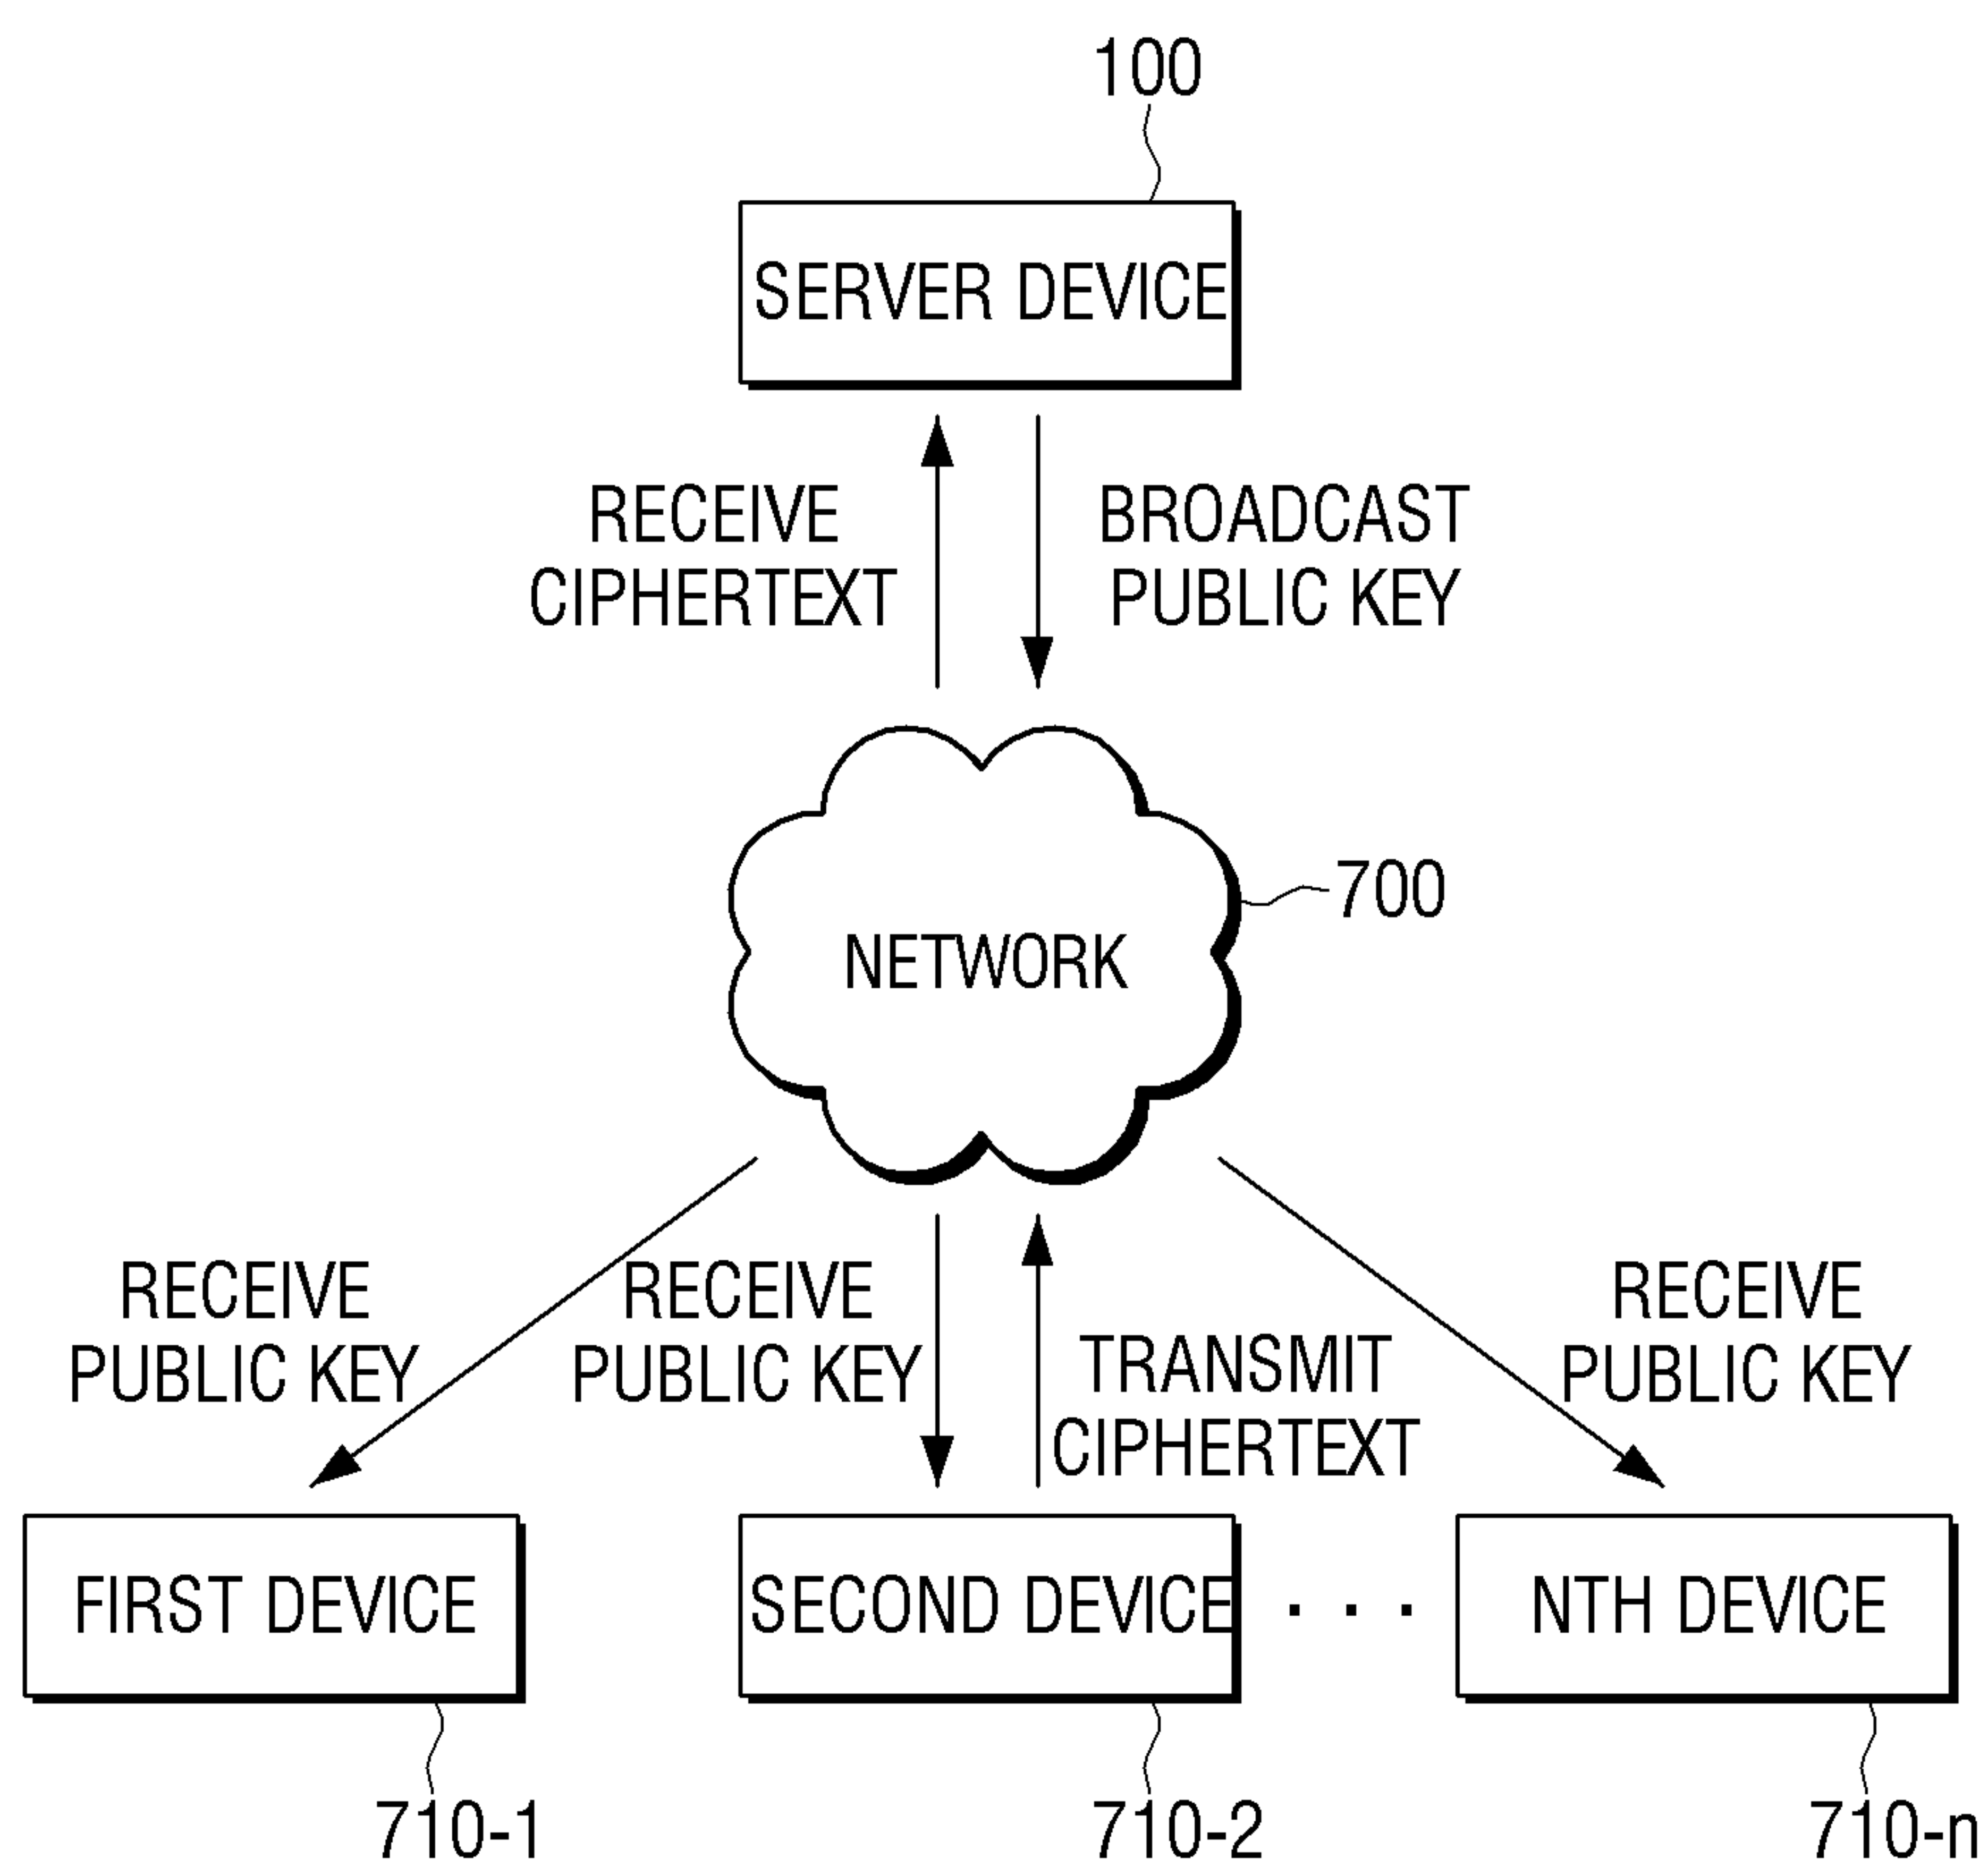 100
SERVER DEVICE
RECEIVE
CIPHERTEXT
BROADCAST
PUBLIC KEY
700
NETWORK
RECEIVE
PUBLIC KEY
RECEIVE
PUBLIC KEY
TRANSMIT
CIPHERTEXT
RECEIVE
PUBLIC KEY
FIRST DEVICE
SECOND DEVICE
. . .
NTH DEVICE
710-1
710-2
710-n